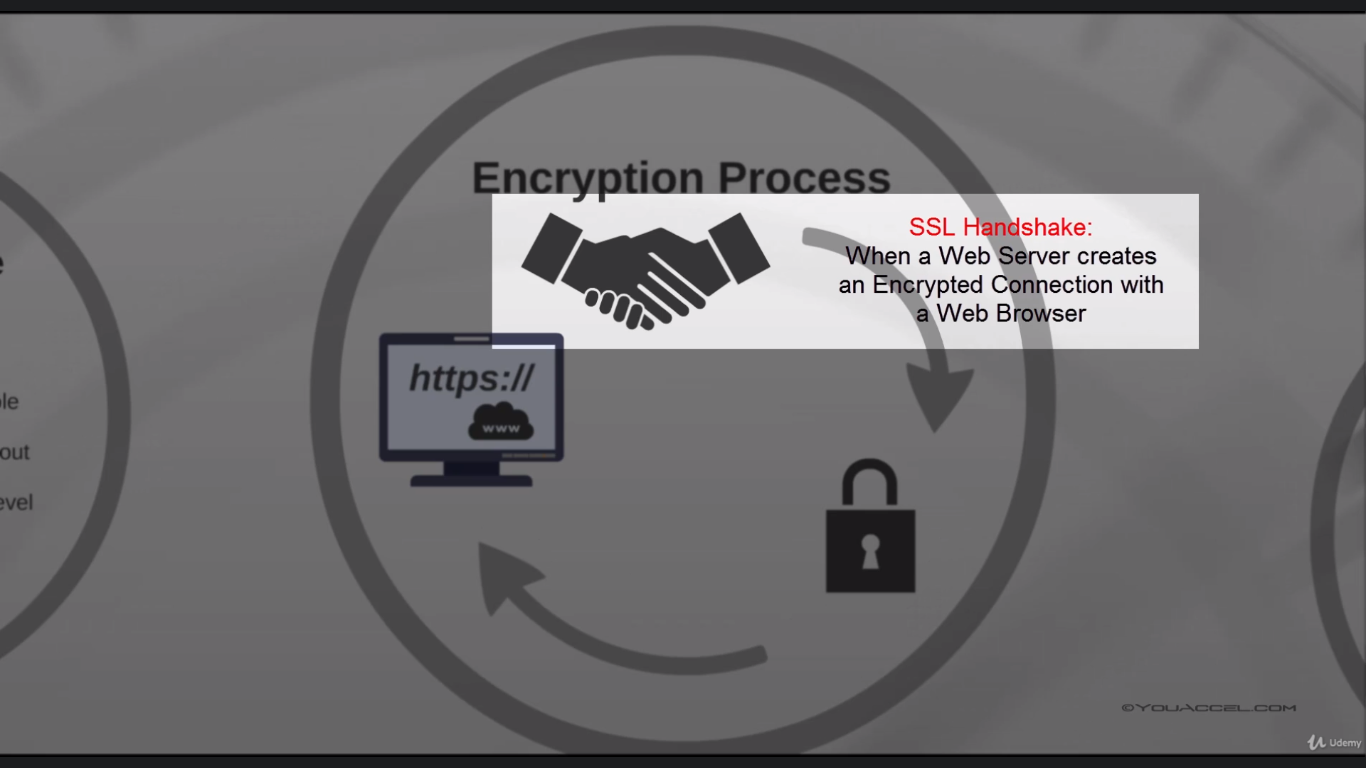 Encryption Process
SSL Handshake:
When a Web Server creates
an Encrypted Connection with
a Web Browser
https://
www
out
©YOUACCEL.COM
Udemy